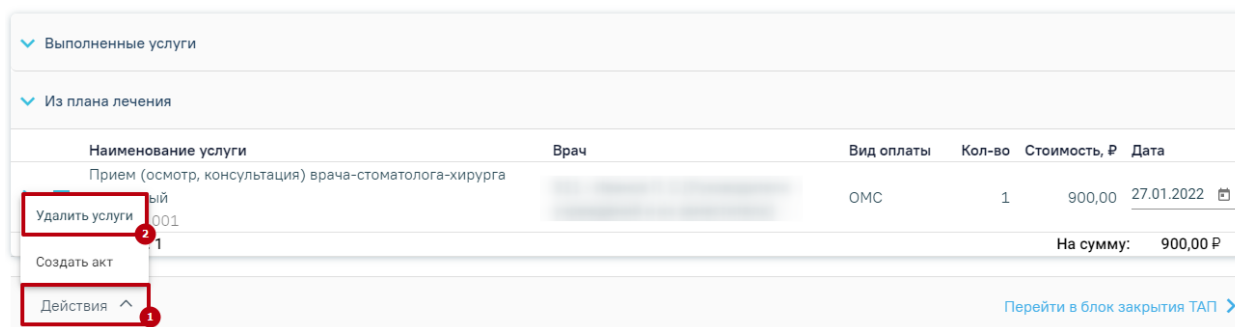 Выполненные услуги
Из плана лечения
Наименование услуги Врач Вид оплаты Кол-во Стоимость, ₽ Дата
Прием (осмотр, консультация) врача-стоматолога-хирурга
ый
ОМС 1 900,00 27.01.2022
Удалить услуги
001
2
1
На сумму: 900,00 ₽
Создать акт
Действия
1
Перейти в блок закрытия ТАП